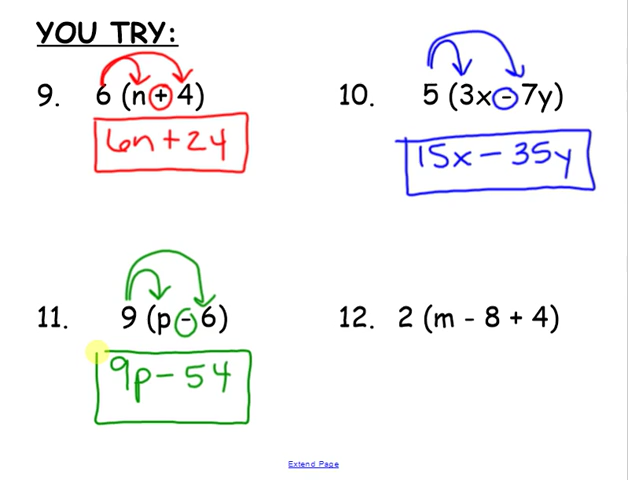 YOU TRY:
9. 6 (n + 4)
6n + 24
10. 5 (3x - 7y)
15x - 35y
11. 9 (p - 6)
9p - 54
12. 2 (m - 8 + 4)
Extend Page